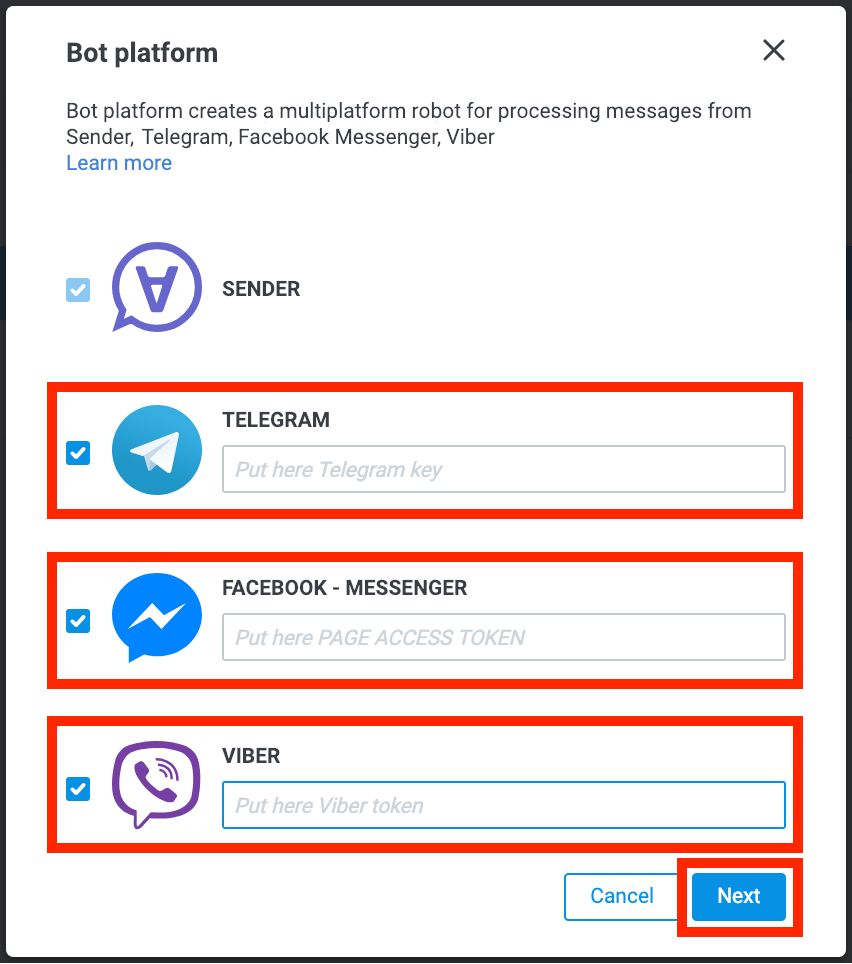 Bot platform
Bot platform creates a multiplatform robot for processing messages from
Sender, Telegram, Facebook Messenger, Viber
Learn more
SENDER
TELEGRAM
Put here Telegram key
FACEBOOK - MESSENGER
Put here PAGE ACCESS TOKEN
VIBER
Put here Viber token
Cancel Next